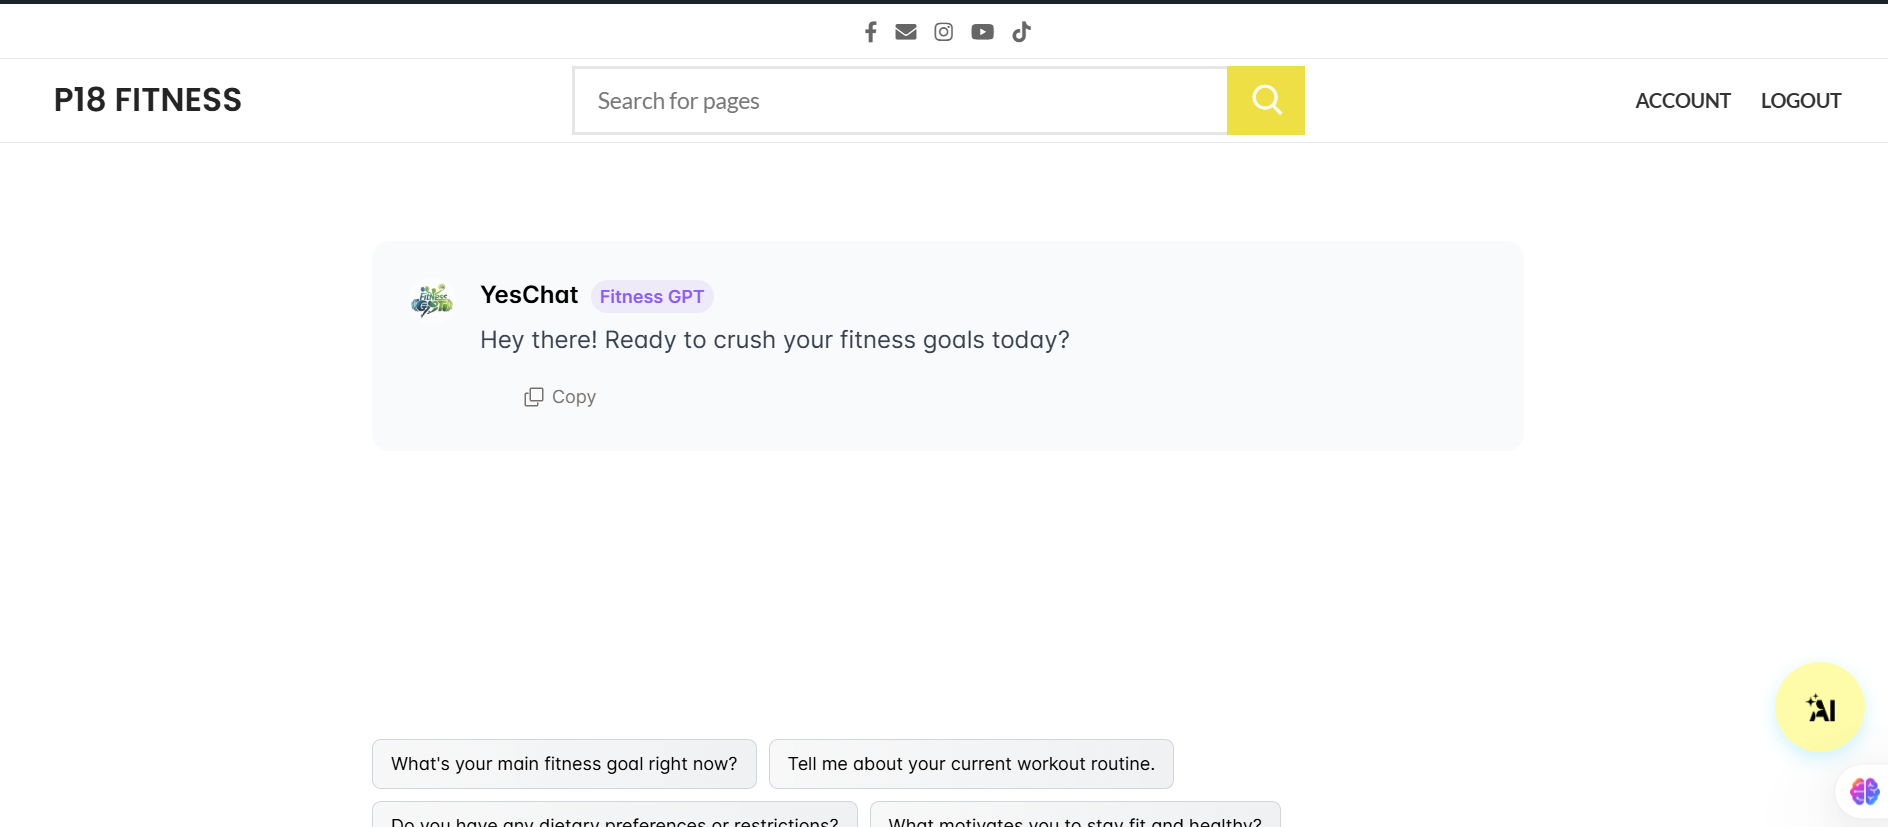 P18 FITNESS
Search for pages
ACCOUNT
LOGOUT
Fitness
YesChat
Fitness GPT
Hey there! Ready to crush your fitness goals today?
Copy
AI
What's your main fitness goal right now?
Tell me about your current workout routine.
Do you have any dietary preferences or restrictions?
What motivates you to stay fit and healthy?